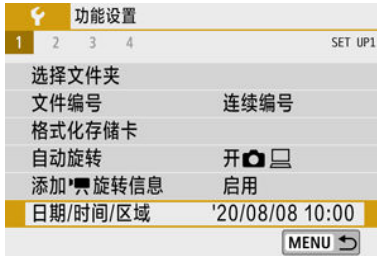 功能设置
1 2 3 4 SET UP1
选择文件夹
文件编号 连续编号
格式化存储卡
自动旋转 开
添加旋转信息 启用
日期/时间/区域 '20/08/08 10:00
MENU